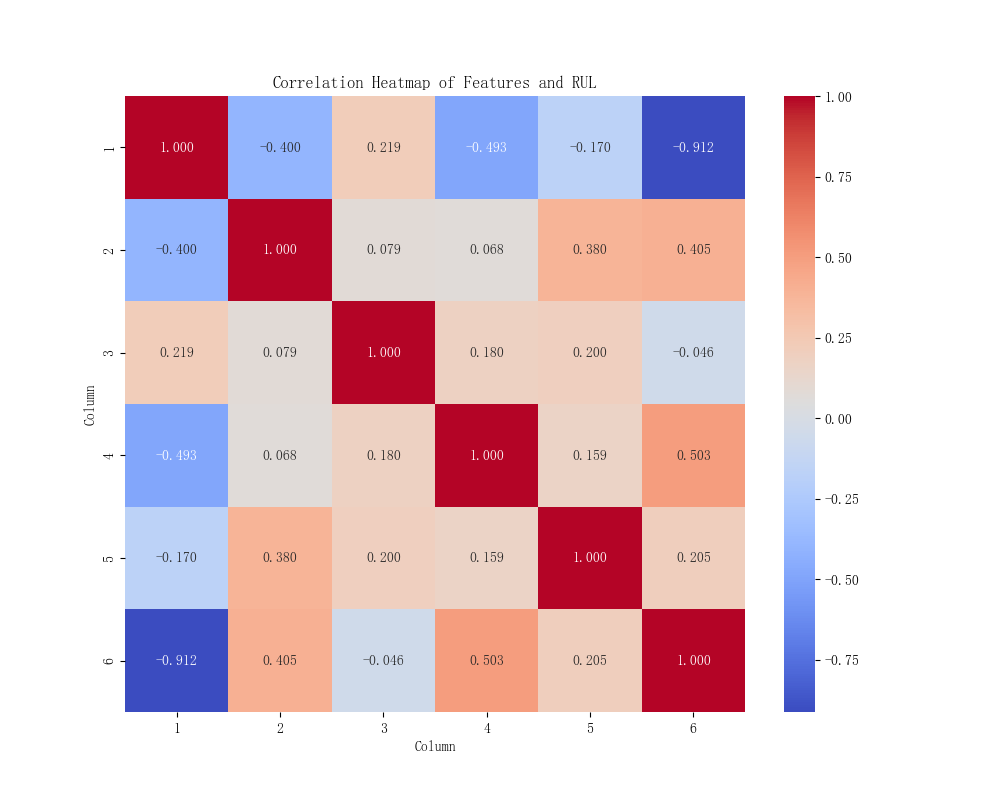 Correlation Heatmap of Features and RUL
1 1.000 -0.400 0.219 -0.493 -0.170 -0.912
2 -0.400 1.000 0.079 0.068 0.380 0.405
3 0.219 0.079 1.000 0.180 0.200 -0.046
4 -0.493 0.068 0.180 1.000 0.159 0.503
5 -0.170 0.380 0.200 0.159 1.000 0.205
6 -0.912 0.405 -0.046 0.503 0.205 1.000
Column
1 2 3 4 5 6
Column
1.00
0.75
0.50
0.25
0.00
-0.25
-0.50
-0.75